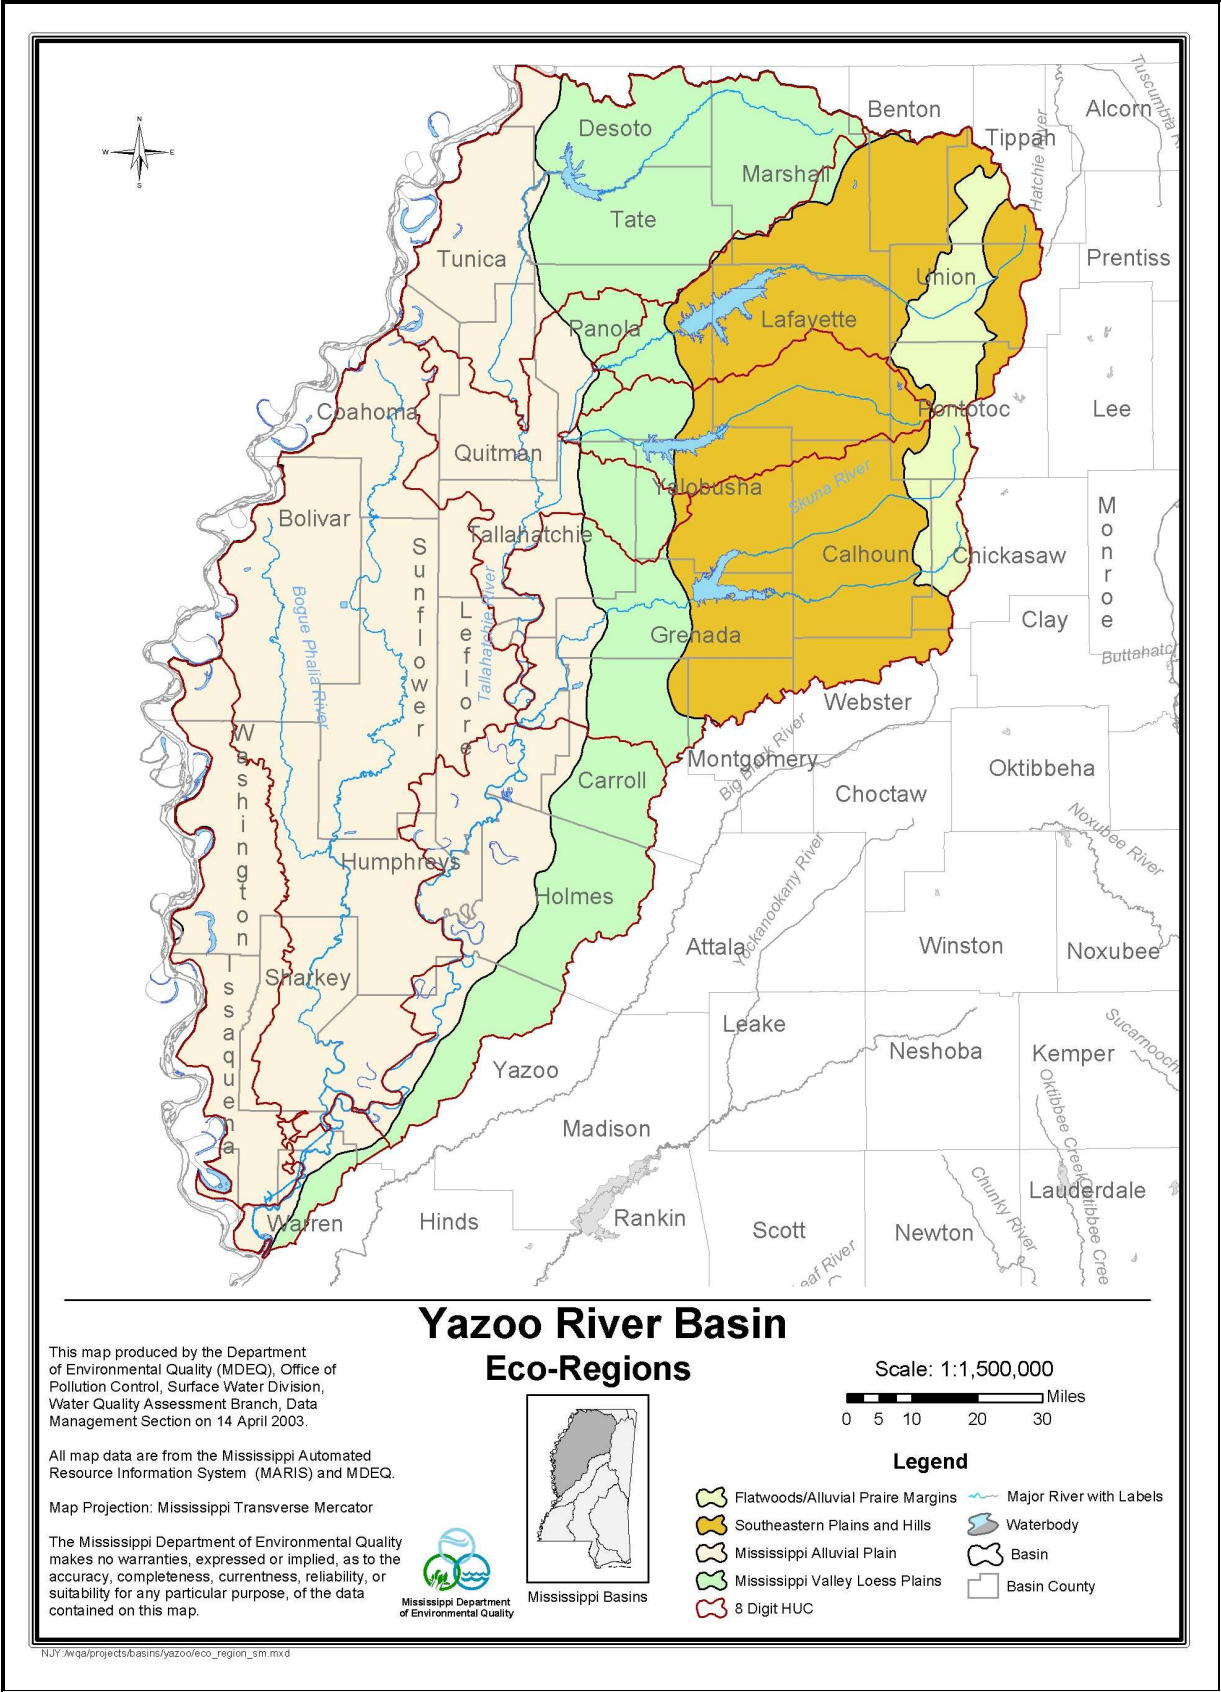 N
W
E
S
Desoto
Benton
Alcorn
Tippah
Tuscumbia R
Hatchie River
Marshall
Tate
Tunica
Prentiss
Union
Panola
Lafayette
Coahoma
Pontotoc
Lee
Quitman
Yalobusha
Skuna River
Bolivar
Tallahatchie
Sunflower
Calhoun
Chickasaw
Monroe
Bogue Phalia River
Tallahatchie River
Leflore
Grenada
Clay
Buttahatc
Webster
Washington
Montgomery
Big Black River
Carroll
Oktibbeha
Choctaw
Noxubee River
Humphreys
Yockanookany River
Holmes
Attala
Winston
Noxubee
Sharkey
Issaquena
Leake
Yazoo
Neshoba
Kemper
Sucarnooch
Oktibbee Creek
Madison
Chunky River
Lauderdale
Oktibbee Cree
Warren
Hinds
Rankin
Scott
Newton
eaf River
Yazoo River Basin
Eco-Regions
This map produced by the Department
of Environmental Quality (MDEQ), Office of
Pollution Control, Surface Water Division,
Water Quality Assessment Branch, Data
Management Section on 14 April 2003.
All map data are from the Mississippi Automated
Resource Information System (MARIS) and MDEQ.
Map Projection: Mississippi Transverse Mercator
The Mississippi Department of Environmental Quality
makes no warranties, expressed or implied, as to the
accuracy, completeness, currentness, reliability, or
suitability for any particular purpose, of the data
contained on this map.
Mississippi Department
of Environmental Quality
Mississippi Basins
Scale: 1:1,500,000
Miles
0 5 10 20 30
Legend
Flatwoods/Alluvial Praire Margins
Southeastern Plains and Hills
Mississippi Alluvial Plain
Mississippi Valley Loess Plains
8 Digit HUC
Major River with Labels
Waterbody
Basin
Basin County
NJY:/wqa/projects/basins/yazoo/eco_region_sm.mxd